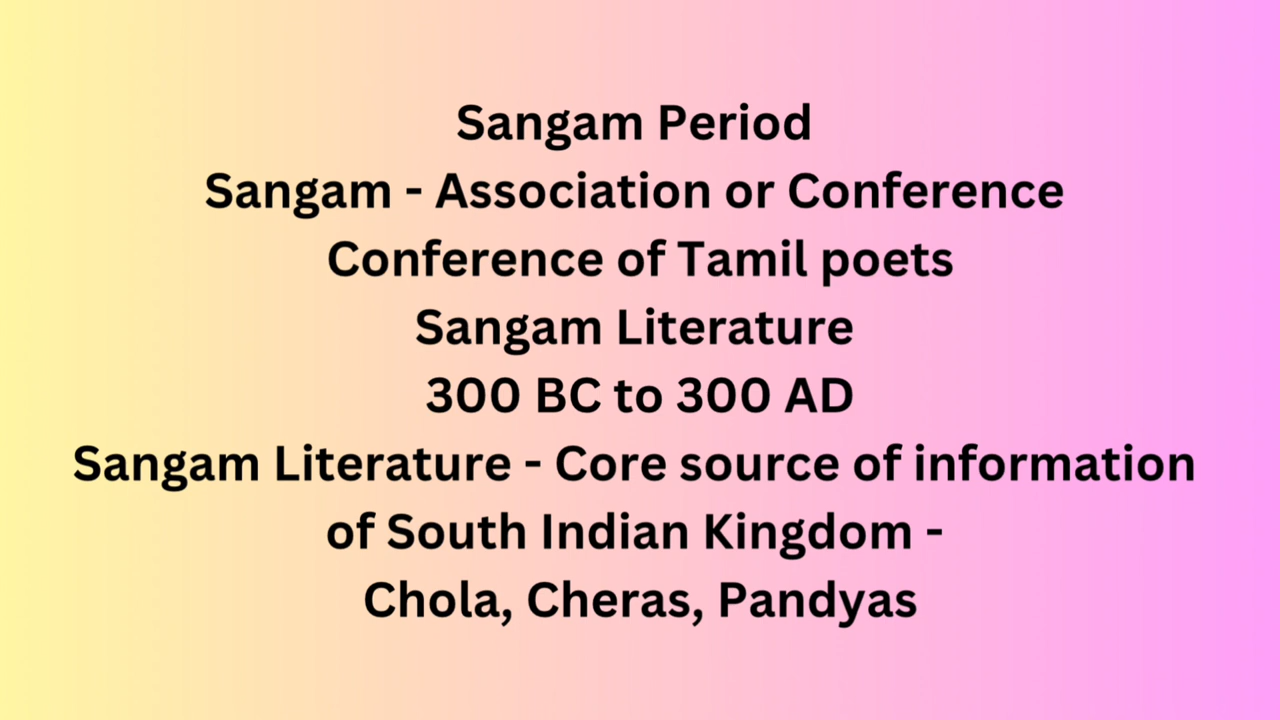 Sangam Period
Sangam - Association or Conference
Conference of Tamil poets
Sangam Literature
300 BC to 300 AD
Sangam Literature - Core source of information
of South Indian Kingdom -
Chola, Cheras, Pandyas